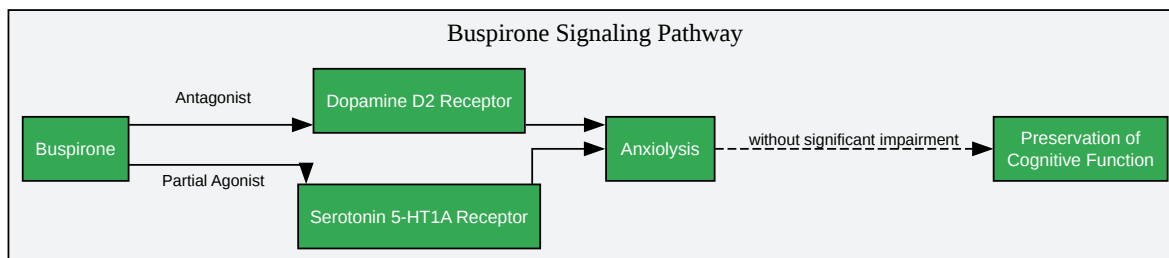 Buspirone Signaling Pathway
Antagonist
Dopamine D2 Receptor
Buspirone
Anxiolysis
without significant impairment
Preservation of
Cognitive Function
Partial Agonist
Serotonin 5-HT1A Receptor